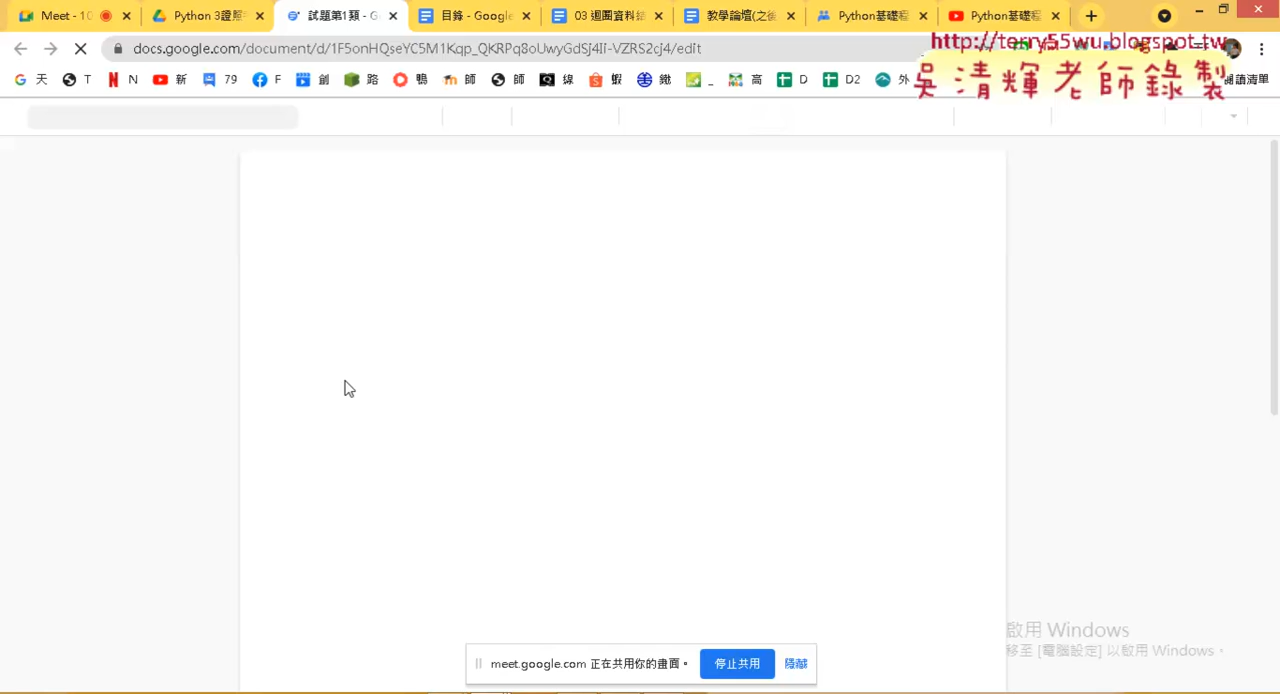 Meet - 10
Python 3證照
試題第1類 - G
目錄 - Google
03 迴圈資料結
教學論壇(之後
Python基礎程
Python基礎程
docs.google.com/document/d/1F5onHQseYC5M1Kqp_QKRPq8oUwyGdSJ4Ii-VZRS2cj4/edit
http://terry55wu.blogspot.tw
吳清輝老師錄製
天 T N 新 79 F 創 路 鴨 師 師 線 蝦 鐵 _ 高 D D2 外
閱讀清單
meet.google.com 正在共用你的畫面。
停止共用
隱藏
啟用 Windows
移至 [電腦設定] 以啟用 Windows。